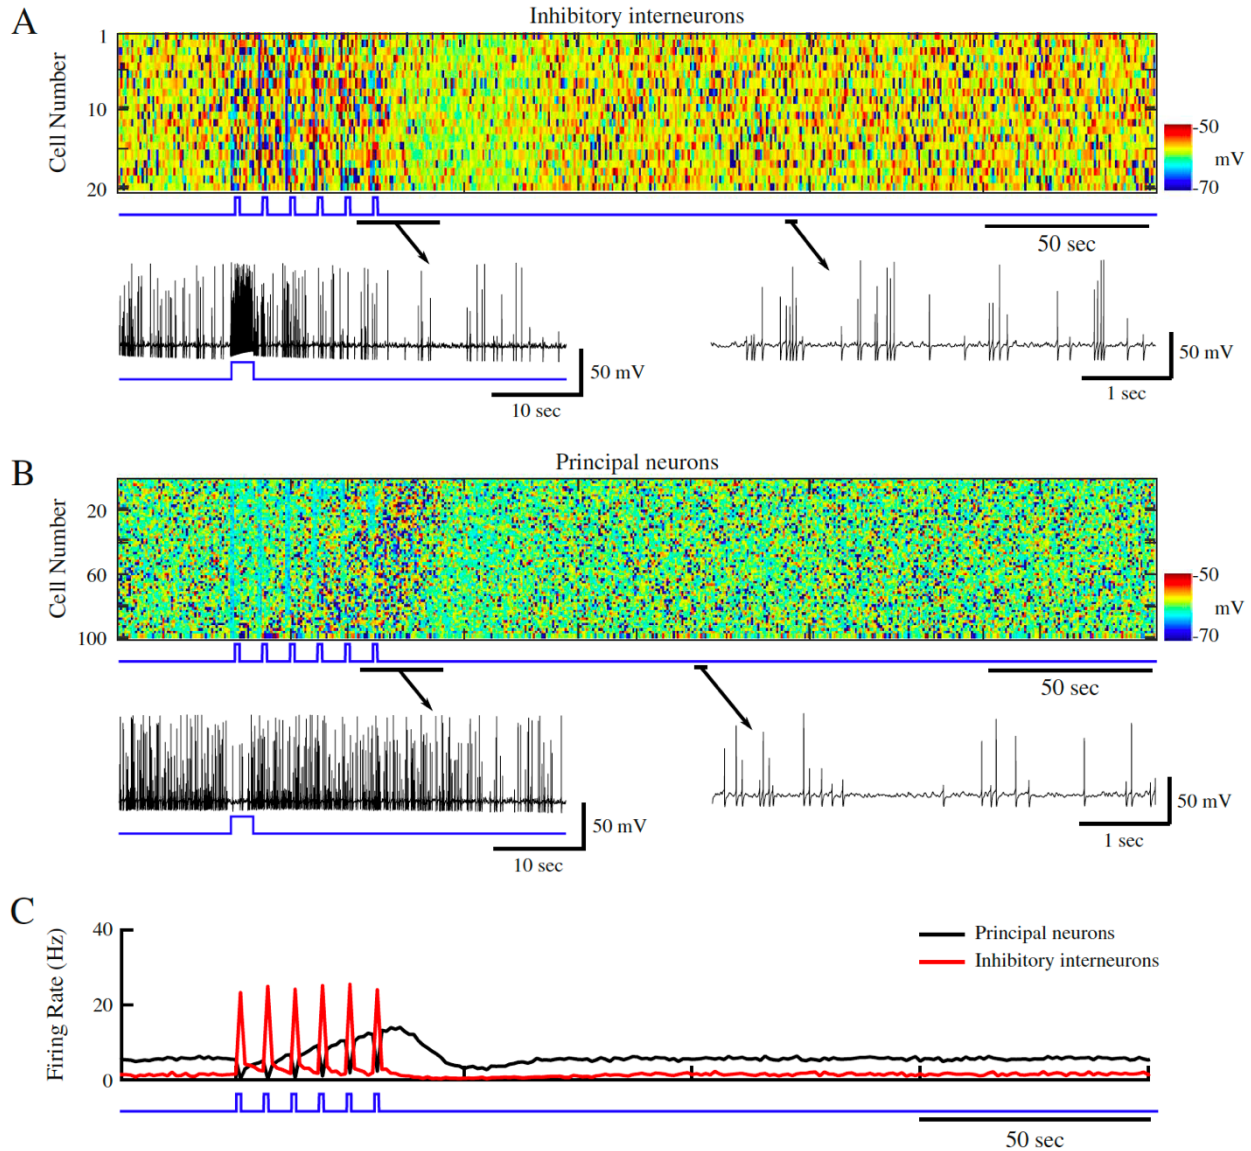 A
Inhibitory interneurons
Cell Number
1
10
20
-50
mV
-70
50 sec
50 mV
10 sec
50 mV
1 sec
B
Principal neurons
Cell Number
20
60
100
-50
mV
-70
50 sec
50 mV
10 sec
50 mV
1 sec
C
Firing Rate (Hz)
40
20
0
Principal neurons
Inhibitory interneurons
50 sec